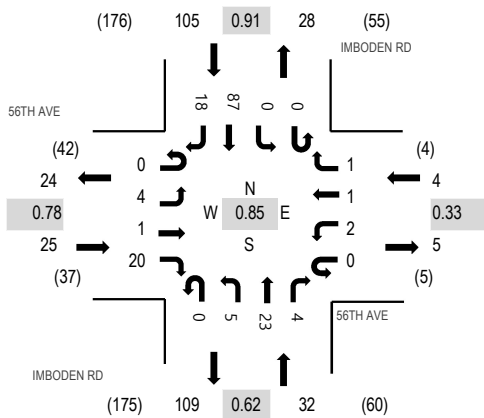 (176) 105 0.91 28 (55)
IMBODEN RD
18 87 0 0
56TH AVE
(42) 0 1 (4)
24 4 N 1 4
0.78 W 0.85 E 0.33
25 1 S 2 5
(37) 20 0 (5)
0 5 23 4
56TH AVE
IMBODEN RD
(175) 109 0.62 32 (60)